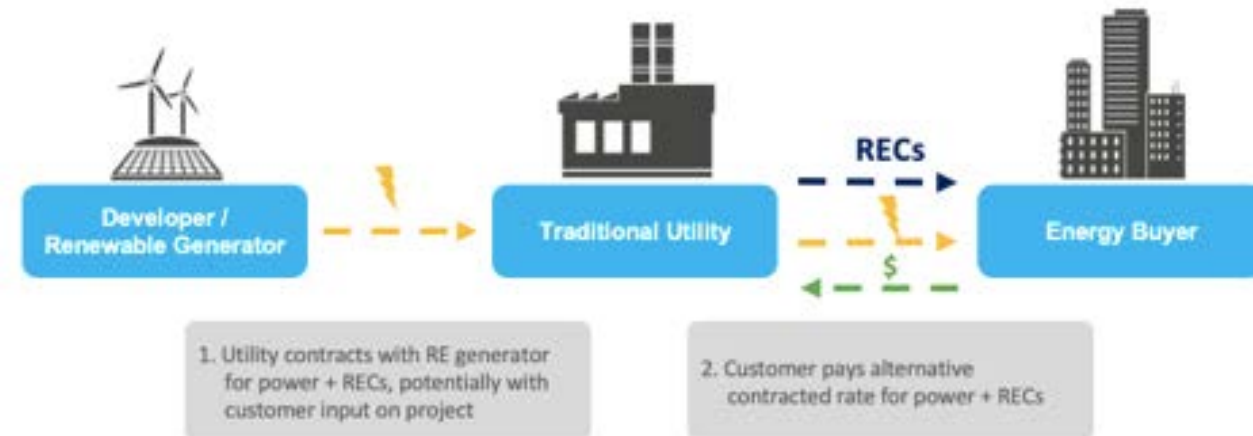 RECs
Developer /
Renewable Generator
Traditional Utility
Energy Buyer
$
1. Utility contracts with RE generator
for power + RECs, potentially with
customer input on project
2. Customer pays alternative
contracted rate for power + RECs